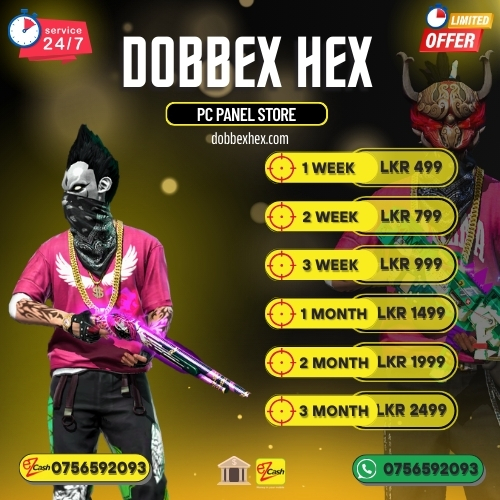 service
24/7
LIMITED
OFFER
DOBBEX HEX
PC PANEL STORE
dobbexhex.com
1 WEEK LKR 499
2 WEEK LKR 799
3 WEEK LKR 999
1 MONTH LKR 1499
2 MONTH LKR 1999
3 MONTH LKR 2499
eZ Cash 0756592093
eZ Cash
0756592093